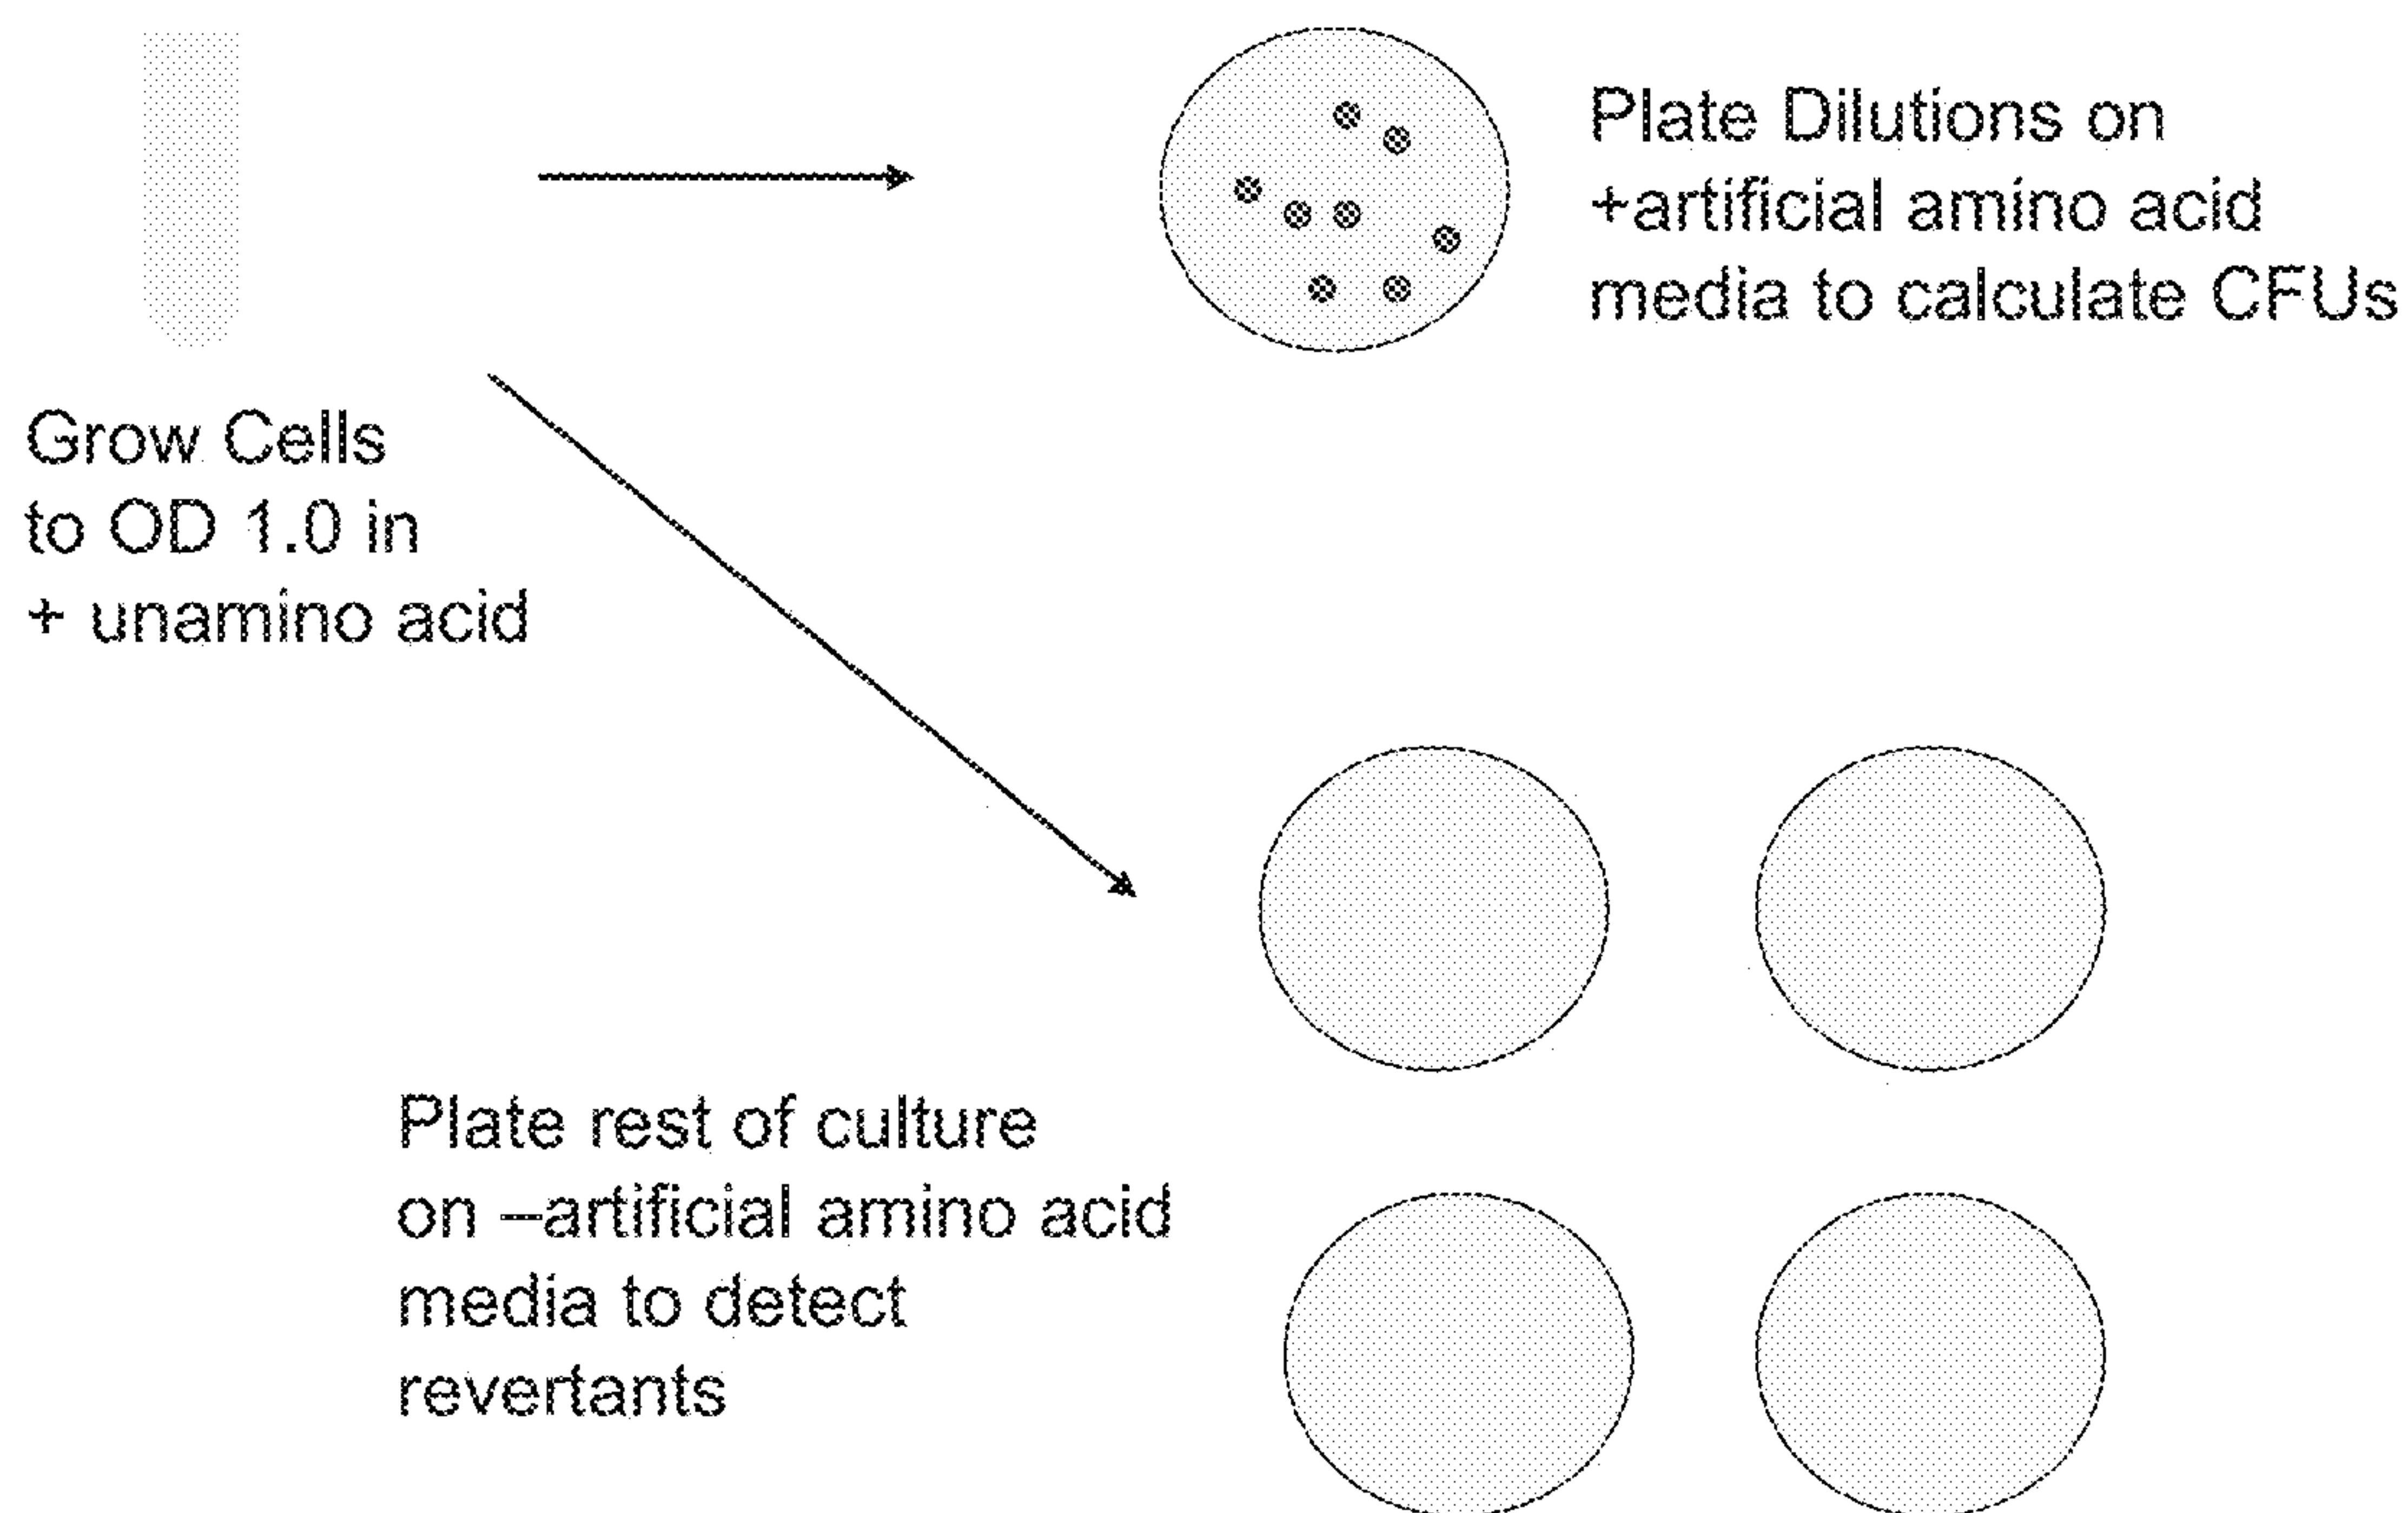 Plate Dilutions on
+artificial amino acid
media to calculate CFUs
Grow Cells
to OD 1.0 in
+ unamino acid
Plate rest of culture
on –artificial amino acid
media to detect
revertants